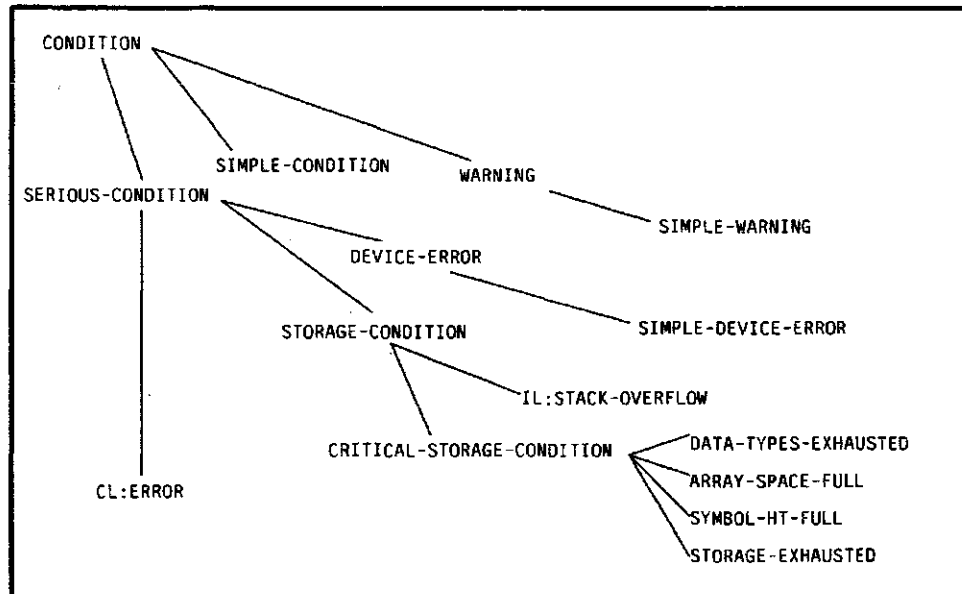 CONDITION
SIMPLE-CONDITION
WARNING
SERIOUS-CONDITION
SIMPLE-WARNING
DEVICE-ERROR
STORAGE-CONDITION
SIMPLE-DEVICE-ERROR
IL:STACK-OVERFLOW
CRITICAL-STORAGE-CONDITION
DATA-TYPES-EXHAUSTED
ARRAY-SPACE-FULL
CL:ERROR
SYMBOL-HT-FULL
STORAGE-EXHAUSTED